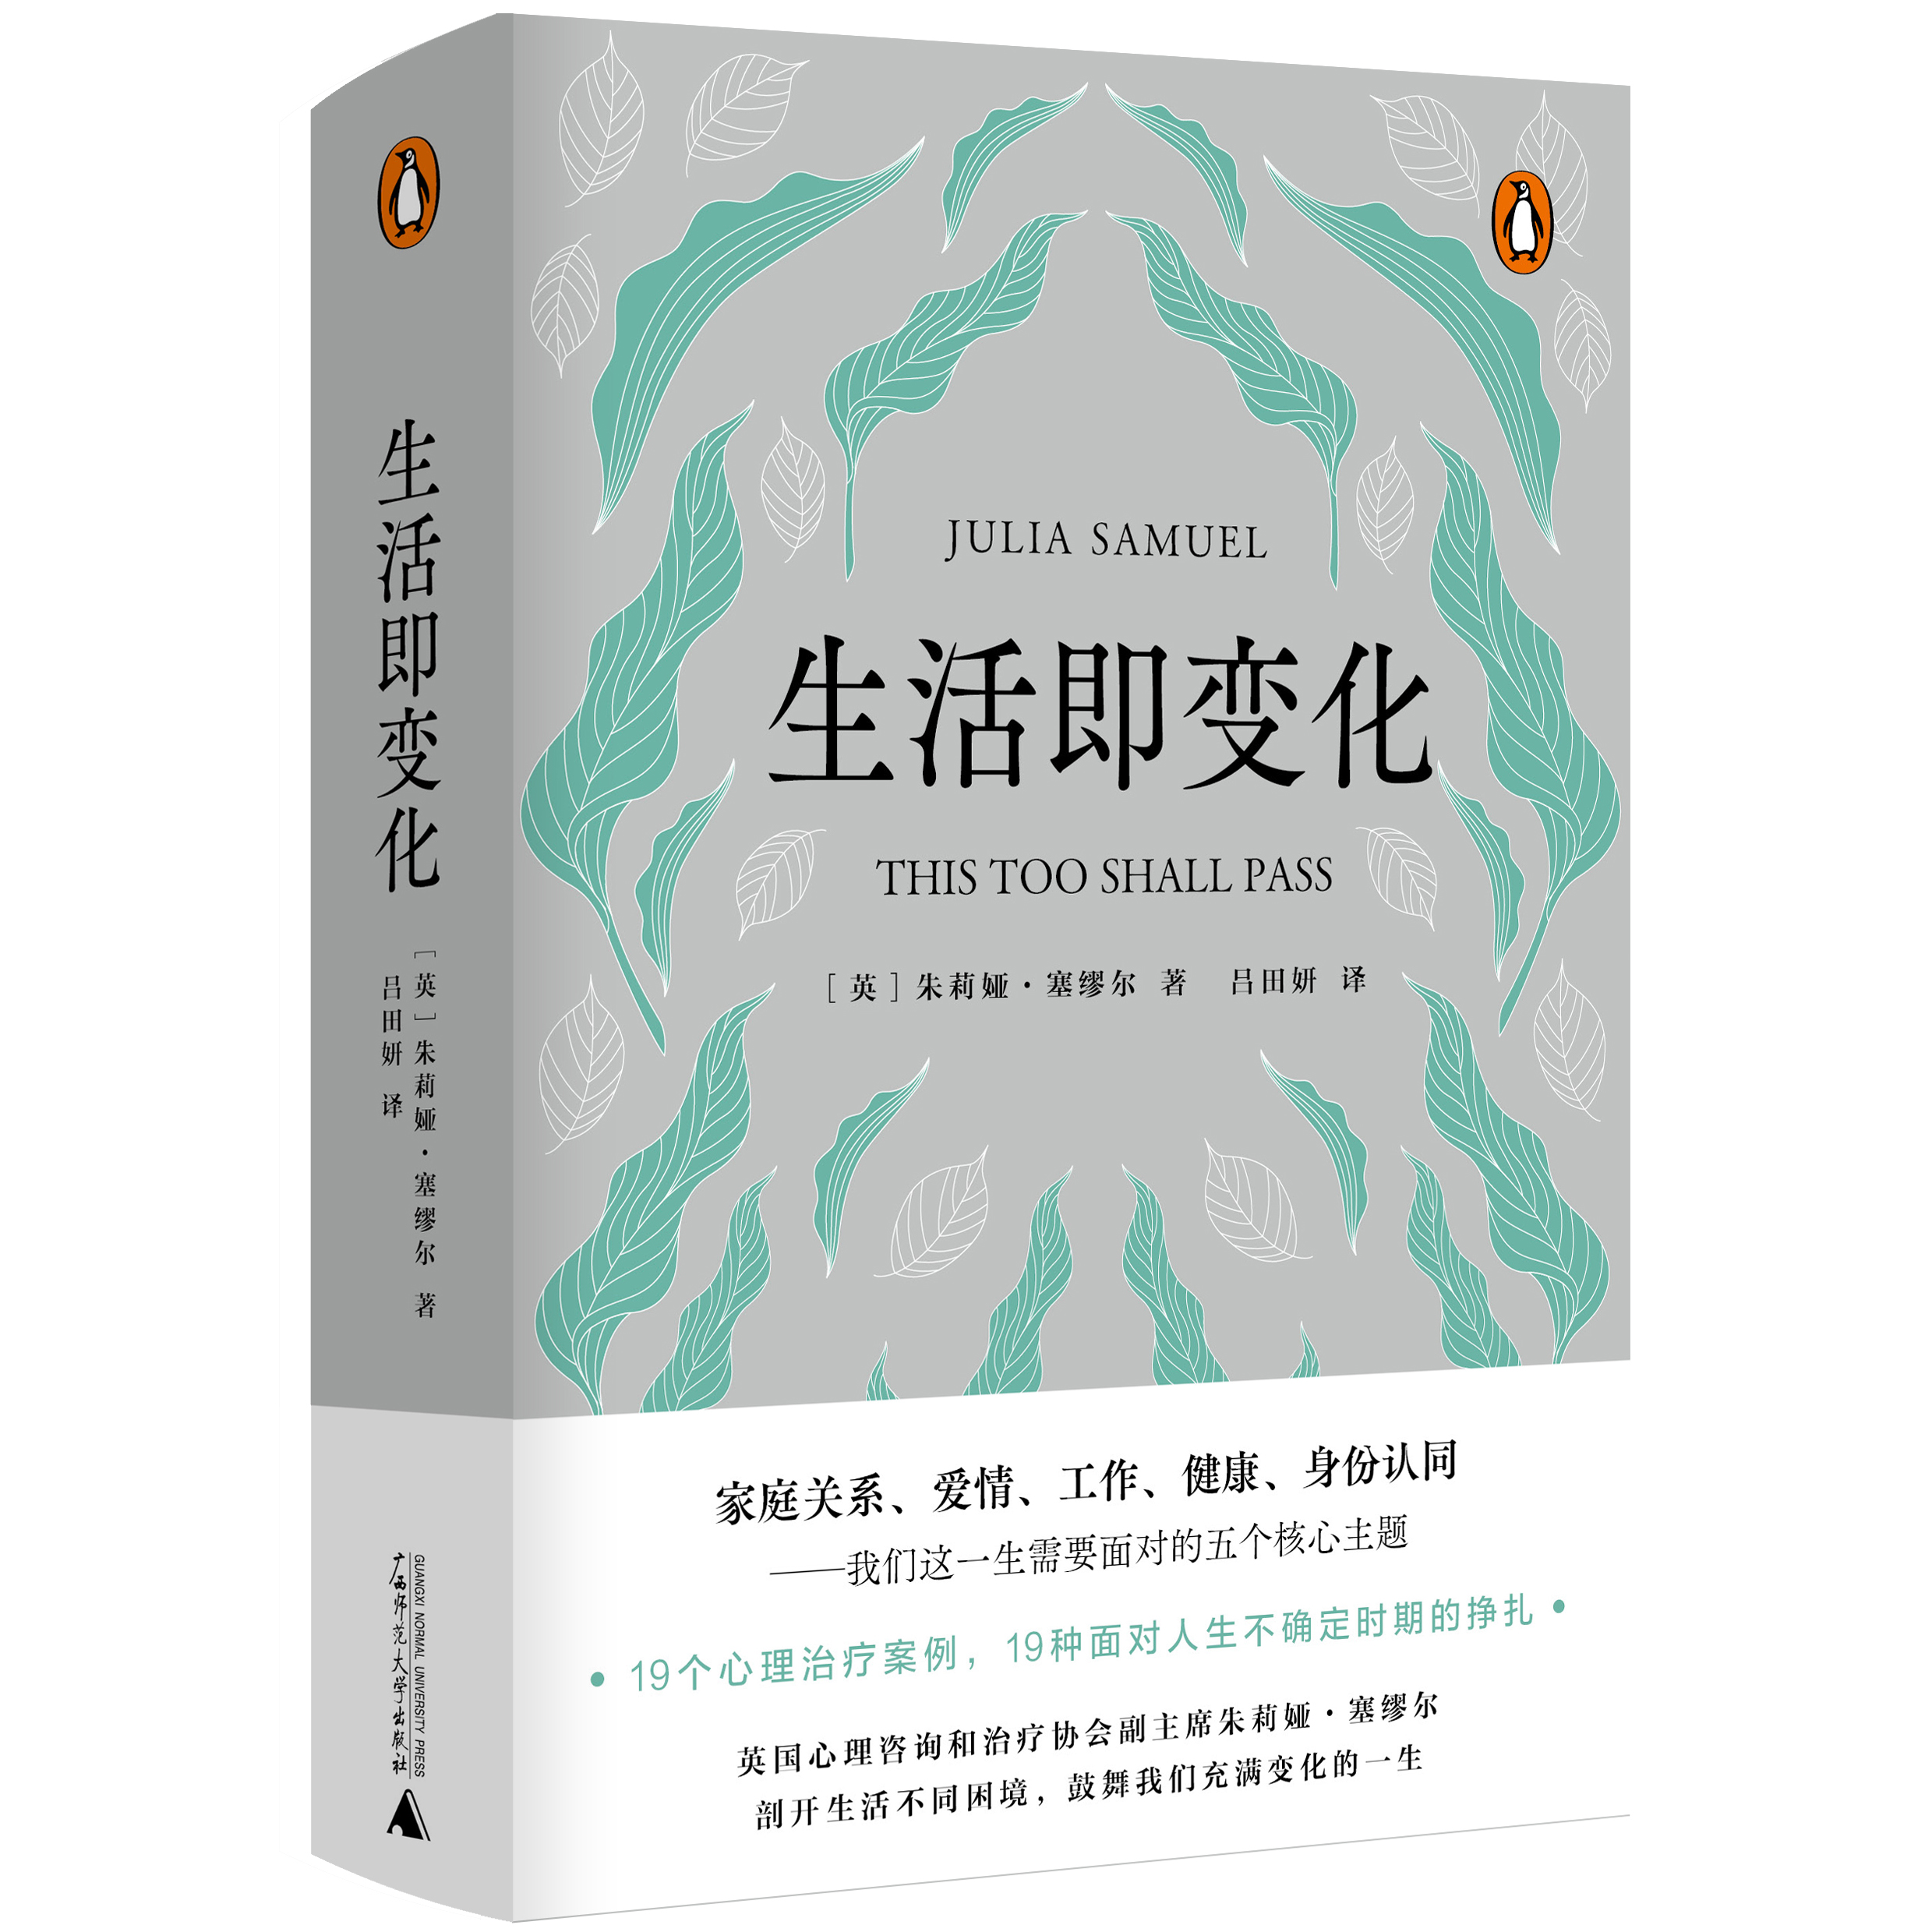 生活即变化
[英]朱莉娅·塞缪尔 著
吕田妍 译
广西师范大学出版社
GUANGXI NORMAL UNIVERSITY PRESS
JULIA SAMUEL
生活即变化
THIS TOO SHALL PASS
[英]朱莉娅·塞缪尔 著 吕田妍 译
家庭关系、爱情、工作、健康、身份认同
——我们这一生需要面对的五个核心主题
• 19个心理治疗案例，19种面对人生不确定时期的挣扎 •
英国心理咨询和治疗协会副主席朱莉娅·塞缪尔
剖开生活不同困境，鼓舞我们充满变化的一生